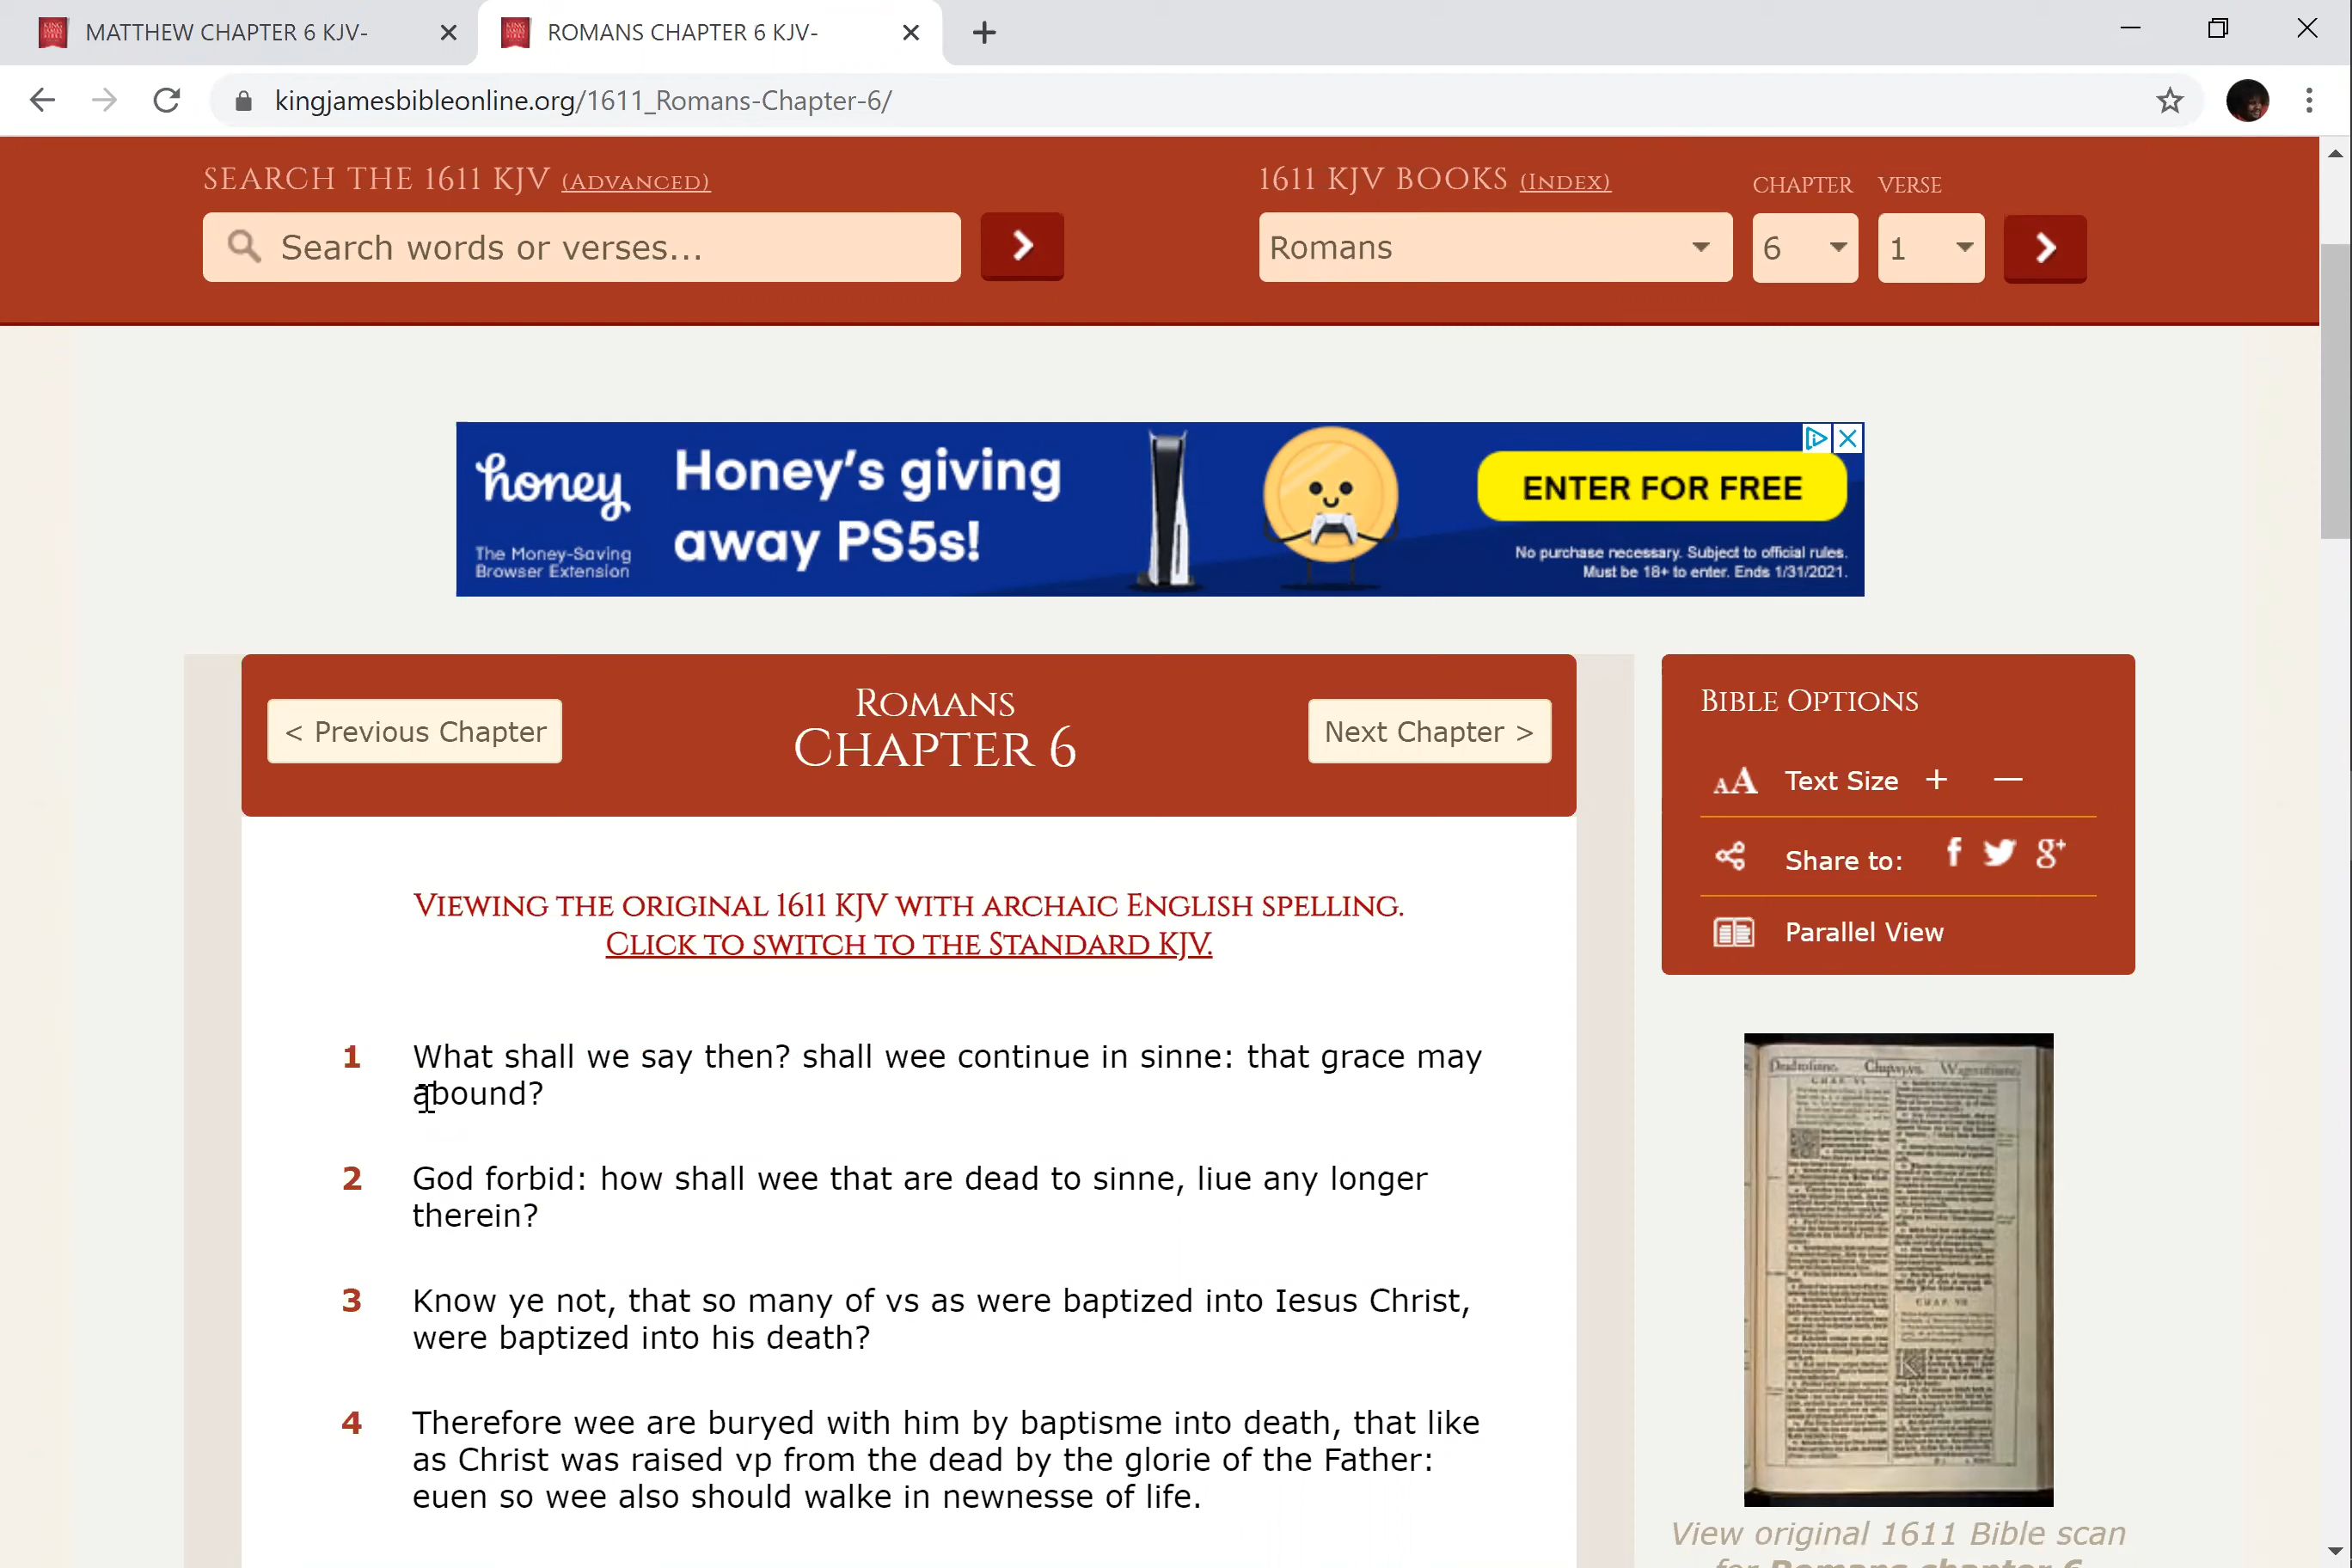 MATTHEW CHAPTER 6 KJV-
ROMANS CHAPTER 6 KJV-
kingjamesbibleonline.org/1611_Romans-Chapter-6/
SEARCH THE 1611 KJV (ADVANCED)
1611 KJV BOOKS (INDEX)
CHAPTER
VERSE
Search words or verses...
Romans
6
1
honey
The Money-Saving
Browser Extension
Honey's giving
away PS5s!
ENTER FOR FREE
No purchase necessary. Subject to official rules.
Must be 18+ to enter. Ends 1/31/2021.
< Previous Chapter
ROMANS
CHAPTER 6
Next Chapter >
VIEWING THE ORIGINAL 1611 KJV WITH ARCHAIC ENGLISH SPELLING.
CLICK TO SWITCH TO THE STANDARD KJV.
1 What shall we say then? shall wee continue in sinne: that grace may
abound?
2 God forbid: how shall wee that are dead to sinne, liue any longer
therein?
3 Know ye not, that so many of vs as were baptized into Iesus Christ,
were baptized into his death?
4 Therefore wee are buryed with him by baptisme into death, that like
as Christ was raised vp from the dead by the glorie of the Father:
euen so wee also should walke in newnesse of life.
BIBLE OPTIONS
AA Text Size + —
Share to: f g+
Parallel View
View original 1611 Bible scan
for Romans chapter 6